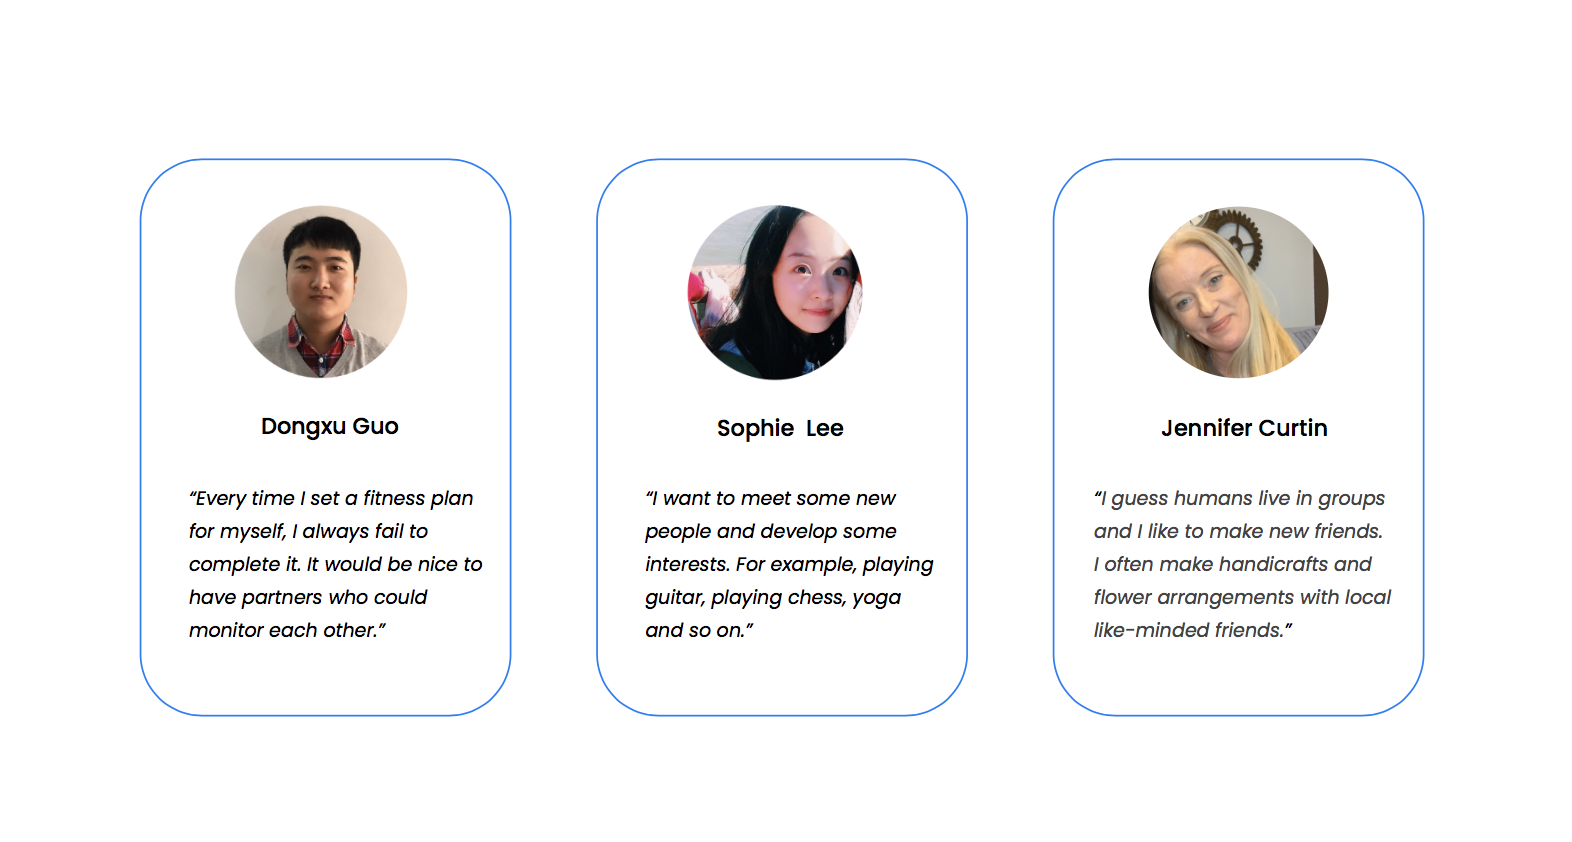 Dongxu Guo
“Every time I set a fitness plan
for myself, I always fail to
complete it. It would be nice to
have partners who could
monitor each other.”
Sophie  Lee
“I want to meet some new
people and develop some
interests. For example, playing
guitar, playing chess, yoga
and so on.”
Jennifer Curtin
“I guess humans live in groups
and I like to make new friends.
I often make handicrafts and
flower arrangements with local
like-minded friends.”